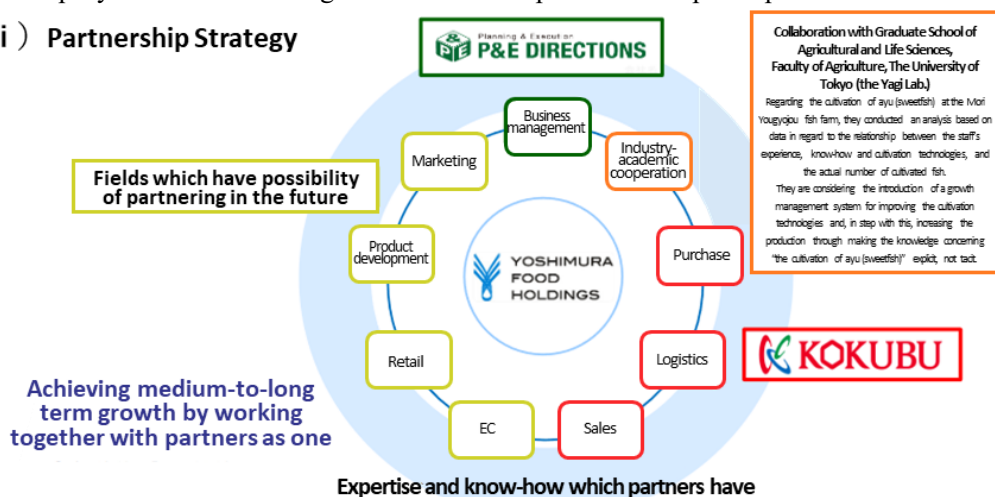 i ) Partnership Strategy
Planning & Execution
P&E DIRECTIONS
Collaboration with Graduate School of
Agricultural and Life Sciences,
Faculty of Agriculture, The University of
Tokyo (the Yagi Lab.)
Regarding the cultivation of ayu (sweetfish) at the Mori
Yougyojou fish farm, they conducted an analysis based on
data in regard to the relationship between the staff's
experience, know-how and cultivation technologies, and
the actual number of cultivated fish.
They are considering the introduction of a growth
management system for improving the cultivation
technologies and, in step with this, increasing the
production through making the knowledge concerning
"the cultivation of ayu (sweetfish)" explicit, not tacit.
Business
management
Marketing
Industry-
academic
cooperation
Fields which have possibility
of partnering in the future
Product
development
Purchase
YOSHIMURA
FOOD
HOLDINGS
Retail
Logistics
KOKUBU
Achieving medium-to-long
term growth by working
together with partners as one
EC
Sales
Expertise and know-how which partners have